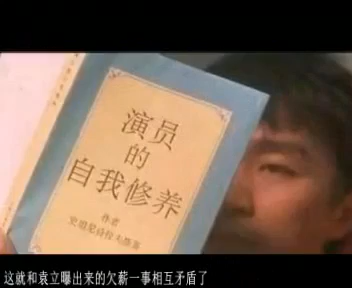 演员
的
自我修养
作者
这就和袁立曝出来的欠薪一事相互矛盾了